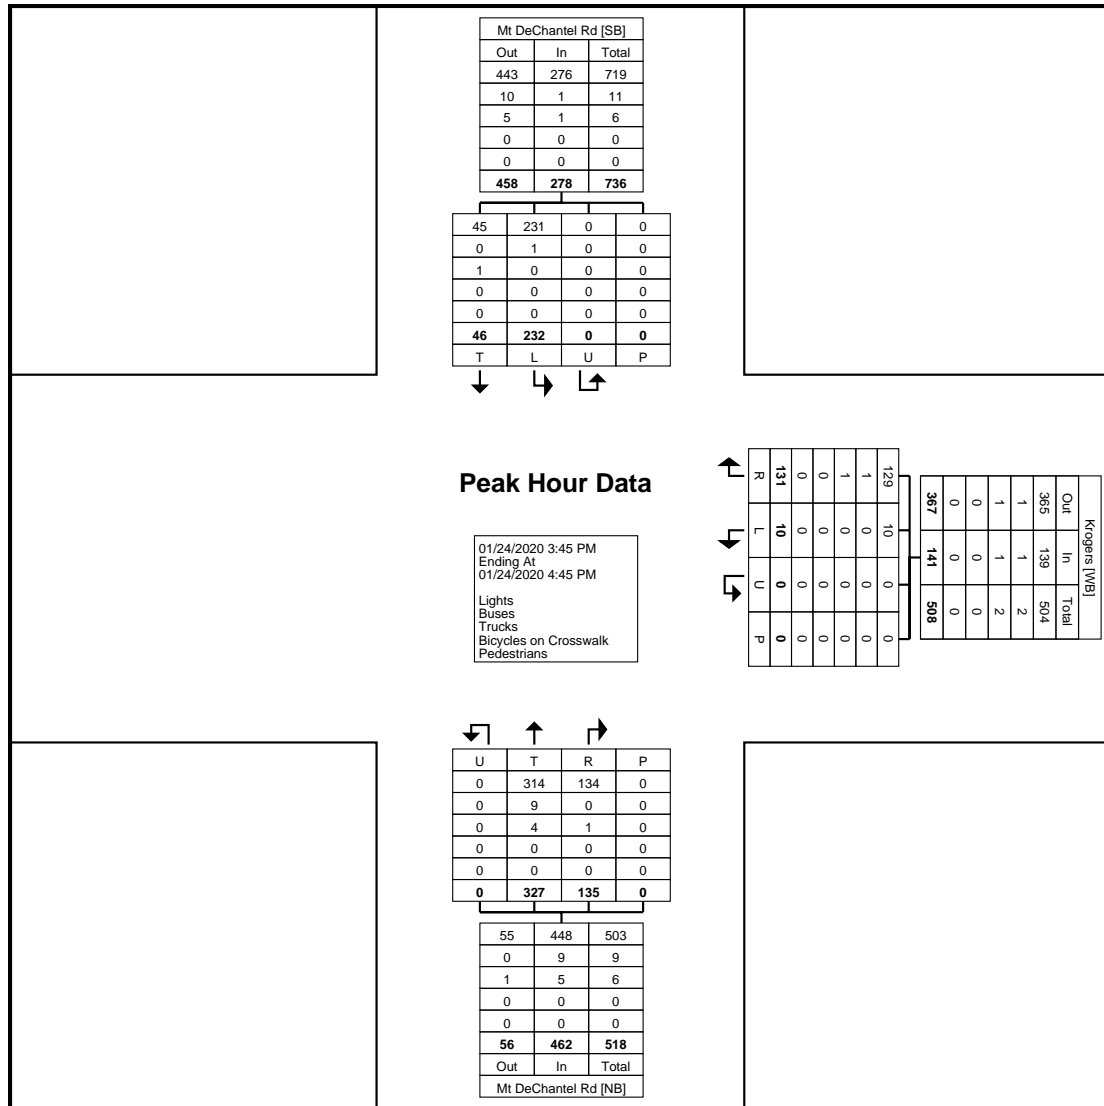 Mt DeChantel Rd [SB]
Out In Total
443 276 719
10 1 11
5 1 6
0 0 0
0 0 0
458 278 736
45 231 0 0
0 1 0 0
1 0 0 0
0 0 0 0
0 0 0 0
46 232 0 0
T L U P
Peak Hour Data
01/24/2020 3:45 PM
Ending At
01/24/2020 4:45 PM
Lights
Buses
Trucks
Bicycles on Crosswalk
Pedestrians
Krogers [WB]
Out In Total
365 139 504
1 1 2
1 1 2
0 0 0
0 0 0
367 141 508
129 10 0 0
1 0 0 0
1 0 0 0
0 0 0 0
0 0 0 0
131 10 0 0
R L U P
U T R P
0 314 134 0
0 9 0 0
0 4 1 0
0 0 0 0
0 0 0 0
0 327 135 0
55 448 503
0 9 9
1 5 6
0 0 0
0 0 0
56 462 518
Out In Total
Mt DeChantel Rd [NB]